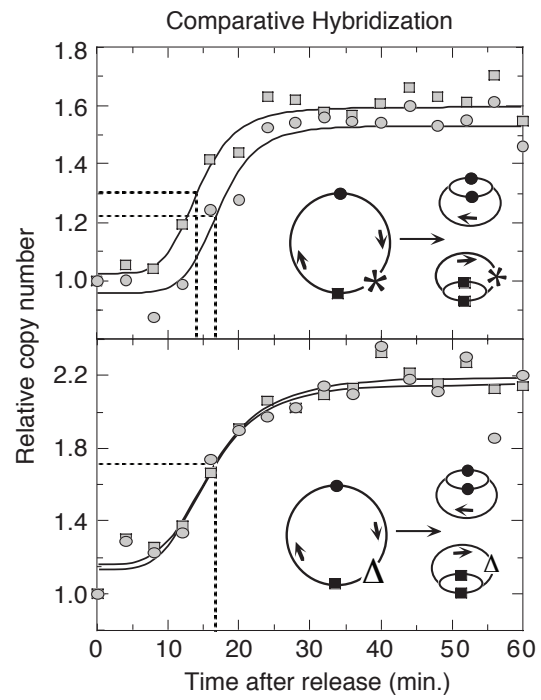 Comparative Hybridization
1.8
1.6
1.4
1.2
1.0
*
*
Relative copy number
2.2
1.8
1.4
1.0
Δ
Δ
0 10 20 30 40 50 60
Time after release (min.)